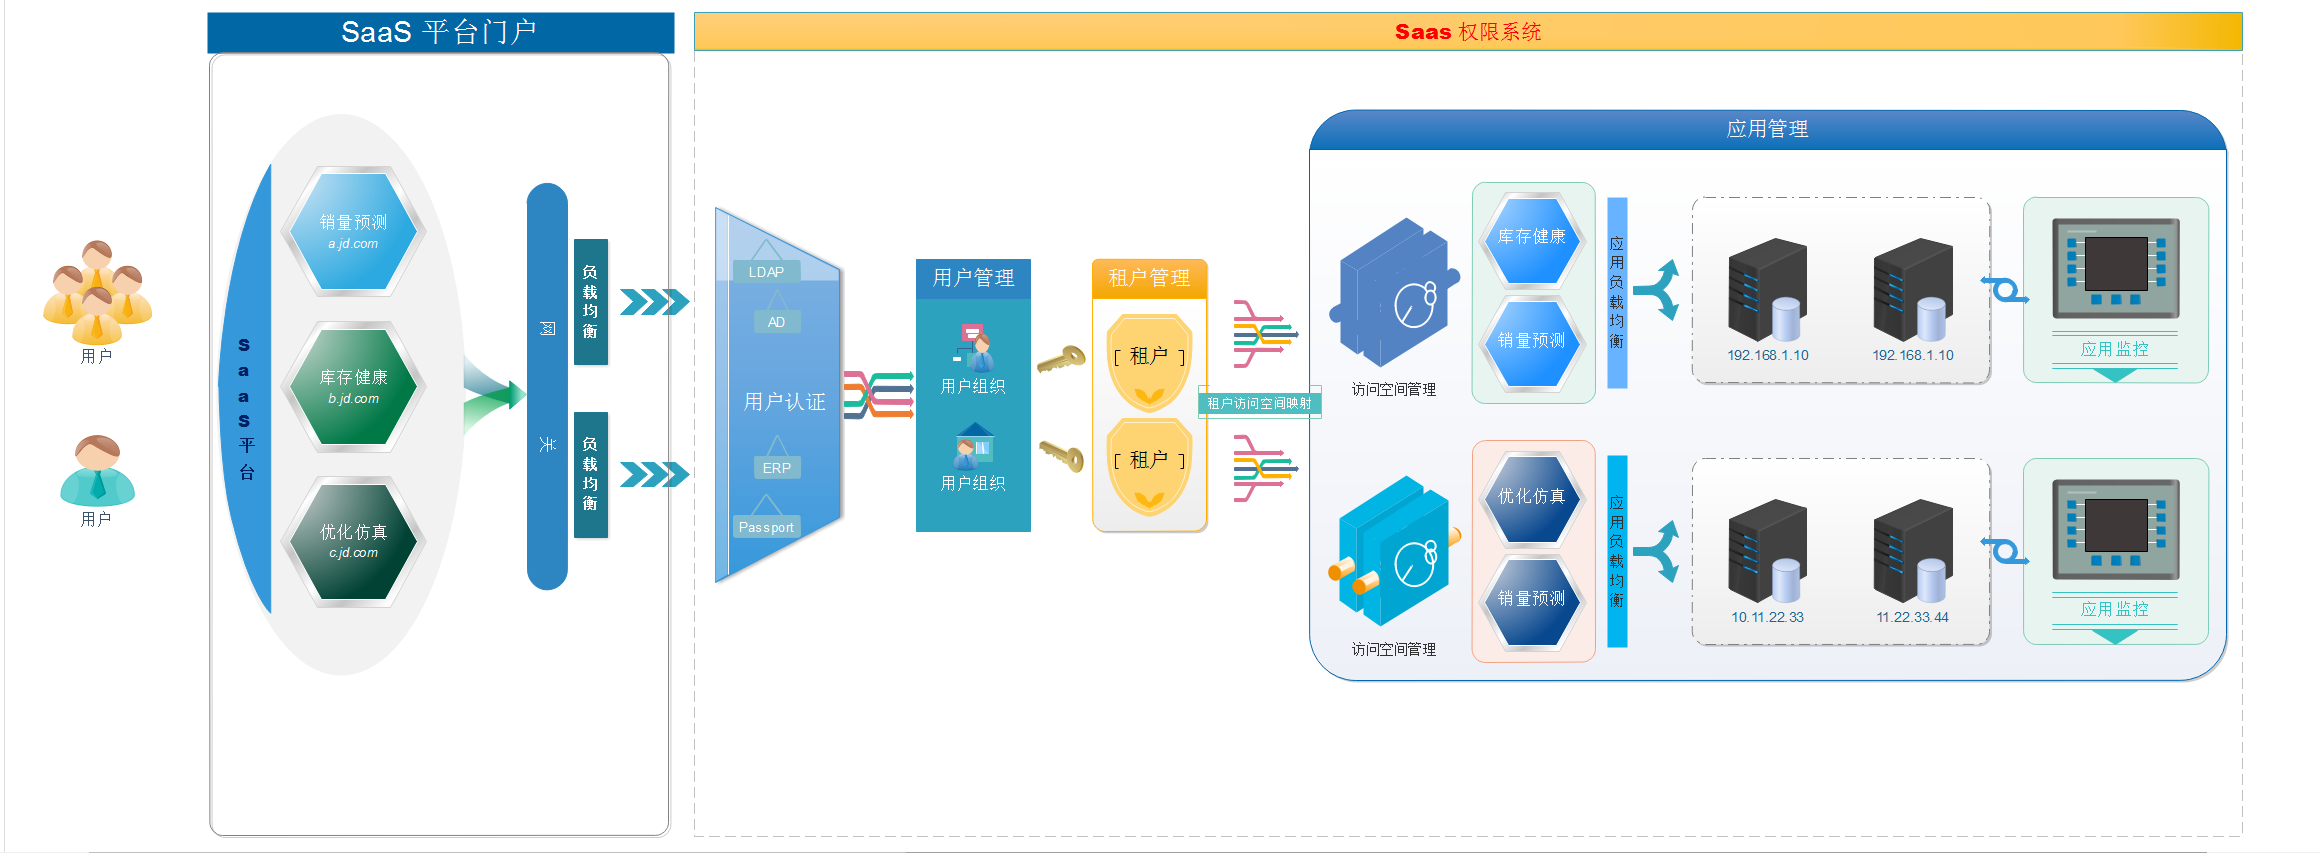 SaaS 平台门户
Saas 权限系统
用户
用户
SaaS平台
销量预测
a.jd.com
库存健康
b.jd.com
优化仿真
c.jd.com
网关
负载均衡
负载均衡
LDAP
AD
用户认证
ERP
Passport
用户管理
用户组织
用户组织
租户管理
[ 租户 ]
[ 租户 ]
租户访问空间映射
应用管理
访问空间管理
库存健康
销量预测
应用负载均衡
192.168.1.10
192.168.1.10
应用监控
访问空间管理
优化仿真
销量预测
应用负载均衡
10.11.22.33
11.22.33.44
应用监控